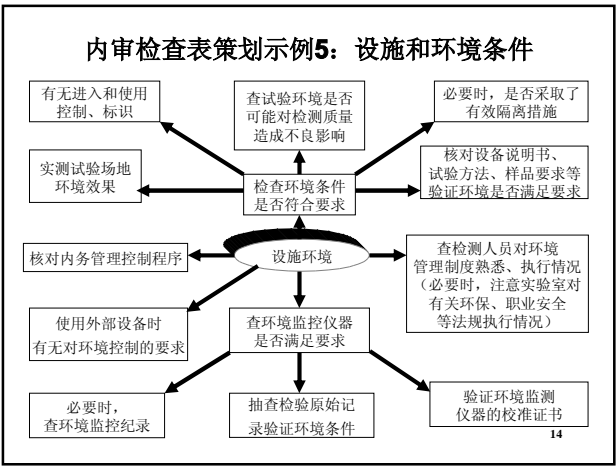 内审检查表策划示例5：设施和环境条件
有无进入和使用
控制、标识
查试验环境是否
可能对检测质量
造成不良影响
必要时，是否采取了
有效隔离措施
实测试验场地
环境效果
检查环境条件
是否符合要求
核对设备说明书、
试验方法、样品要求等
验证环境是否满足要求
核对内务管理控制程序
设施环境
查检测人员对环境
管理制度熟悉、执行情况
（必要时，注意实验室对
有关环保、职业安全
等法规执行情况）
使用外部设备时
有无对环境控制的要求
查环境监控仪器
是否满足要求
必要时，
查环境监控纪录
抽查检验原始记
录验证环境条件
验证环境监测
仪器的校准证书
14